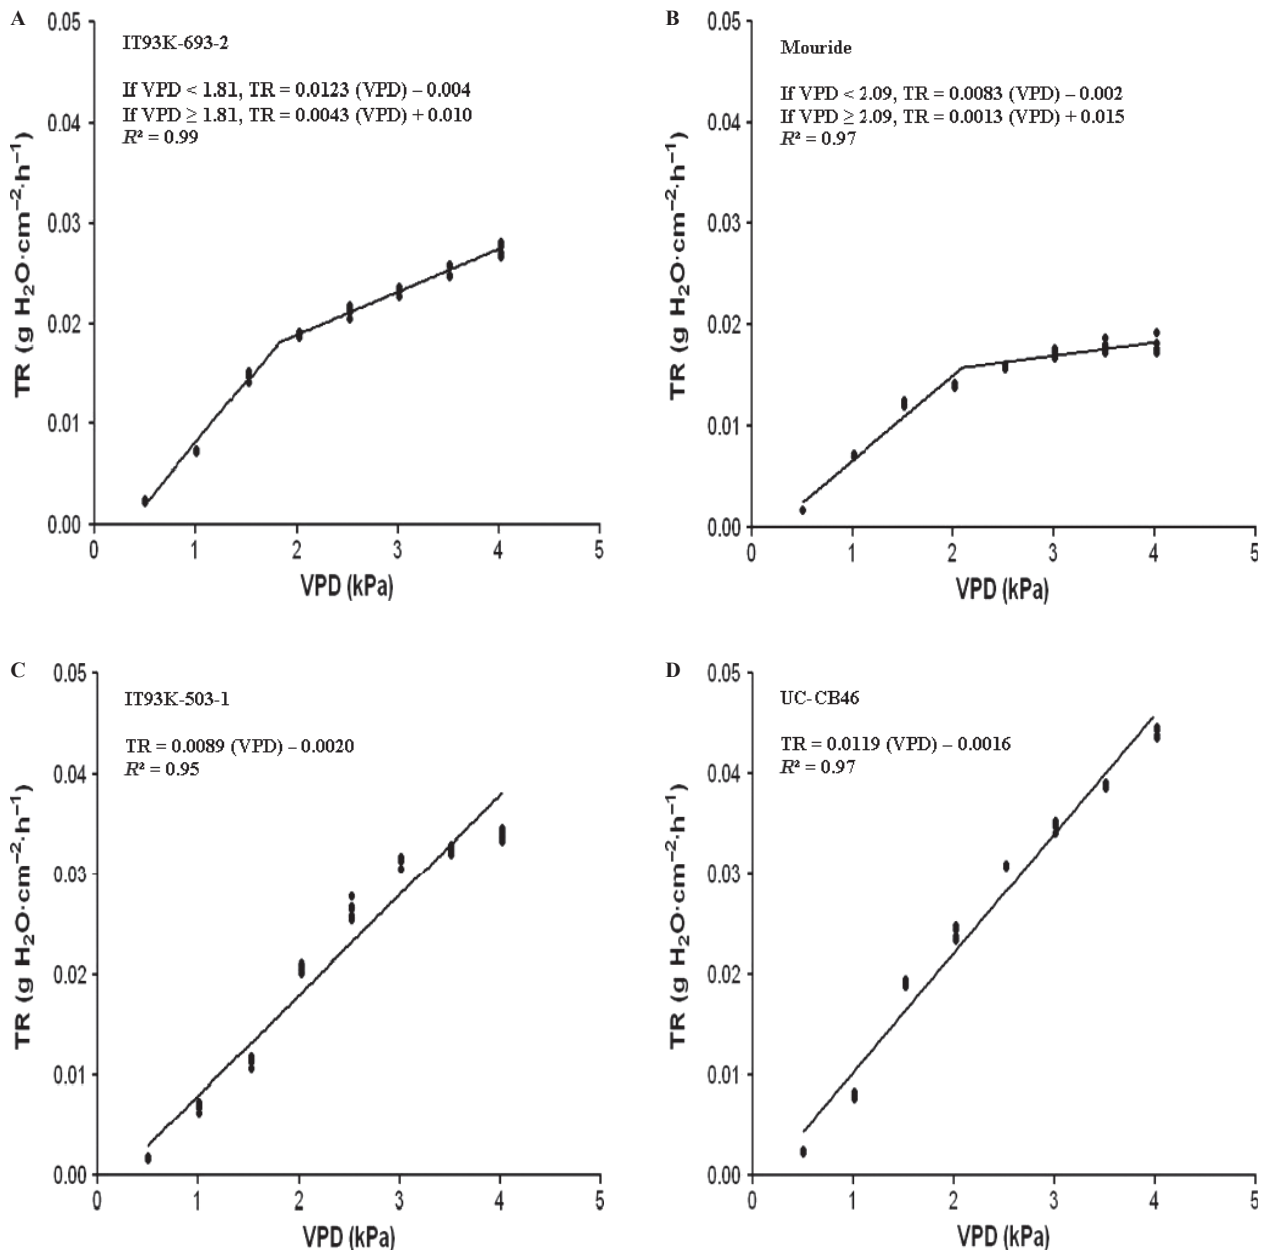 A
IT93K-693-2
If VPD < 1.81, TR = 0.0123 (VPD) – 0.004
If VPD ≥ 1.81, TR = 0.0043 (VPD) + 0.010
R² = 0.99
0.05
0.04
0.03
0.02
0.01
0.00
0 1 2 3 4 5
TR (g H₂O·cm⁻²·h⁻¹)
VPD (kPa)
B
Mouride
If VPD < 2.09, TR = 0.0083 (VPD) – 0.002
If VPD ≥ 2.09, TR = 0.0013 (VPD) + 0.015
R² = 0.97
0.05
0.04
0.03
0.02
0.01
0.00
0 1 2 3 4 5
TR (g H₂O·cm⁻²·h⁻¹)
VPD (kPa)
C
IT93K-503-1
TR = 0.0089 (VPD) – 0.0020
R² = 0.95
0.05
0.04
0.03
0.02
0.01
0.00
0 1 2 3 4 5
TR (g H₂O·cm⁻²·h⁻¹)
VPD (kPa)
D
UC-CB46
TR = 0.0119 (VPD) – 0.0016
R² = 0.97
0.05
0.04
0.03
0.02
0.01
0.00
0 1 2 3 4 5
TR (g H₂O·cm⁻²·h⁻¹)
VPD (kPa)